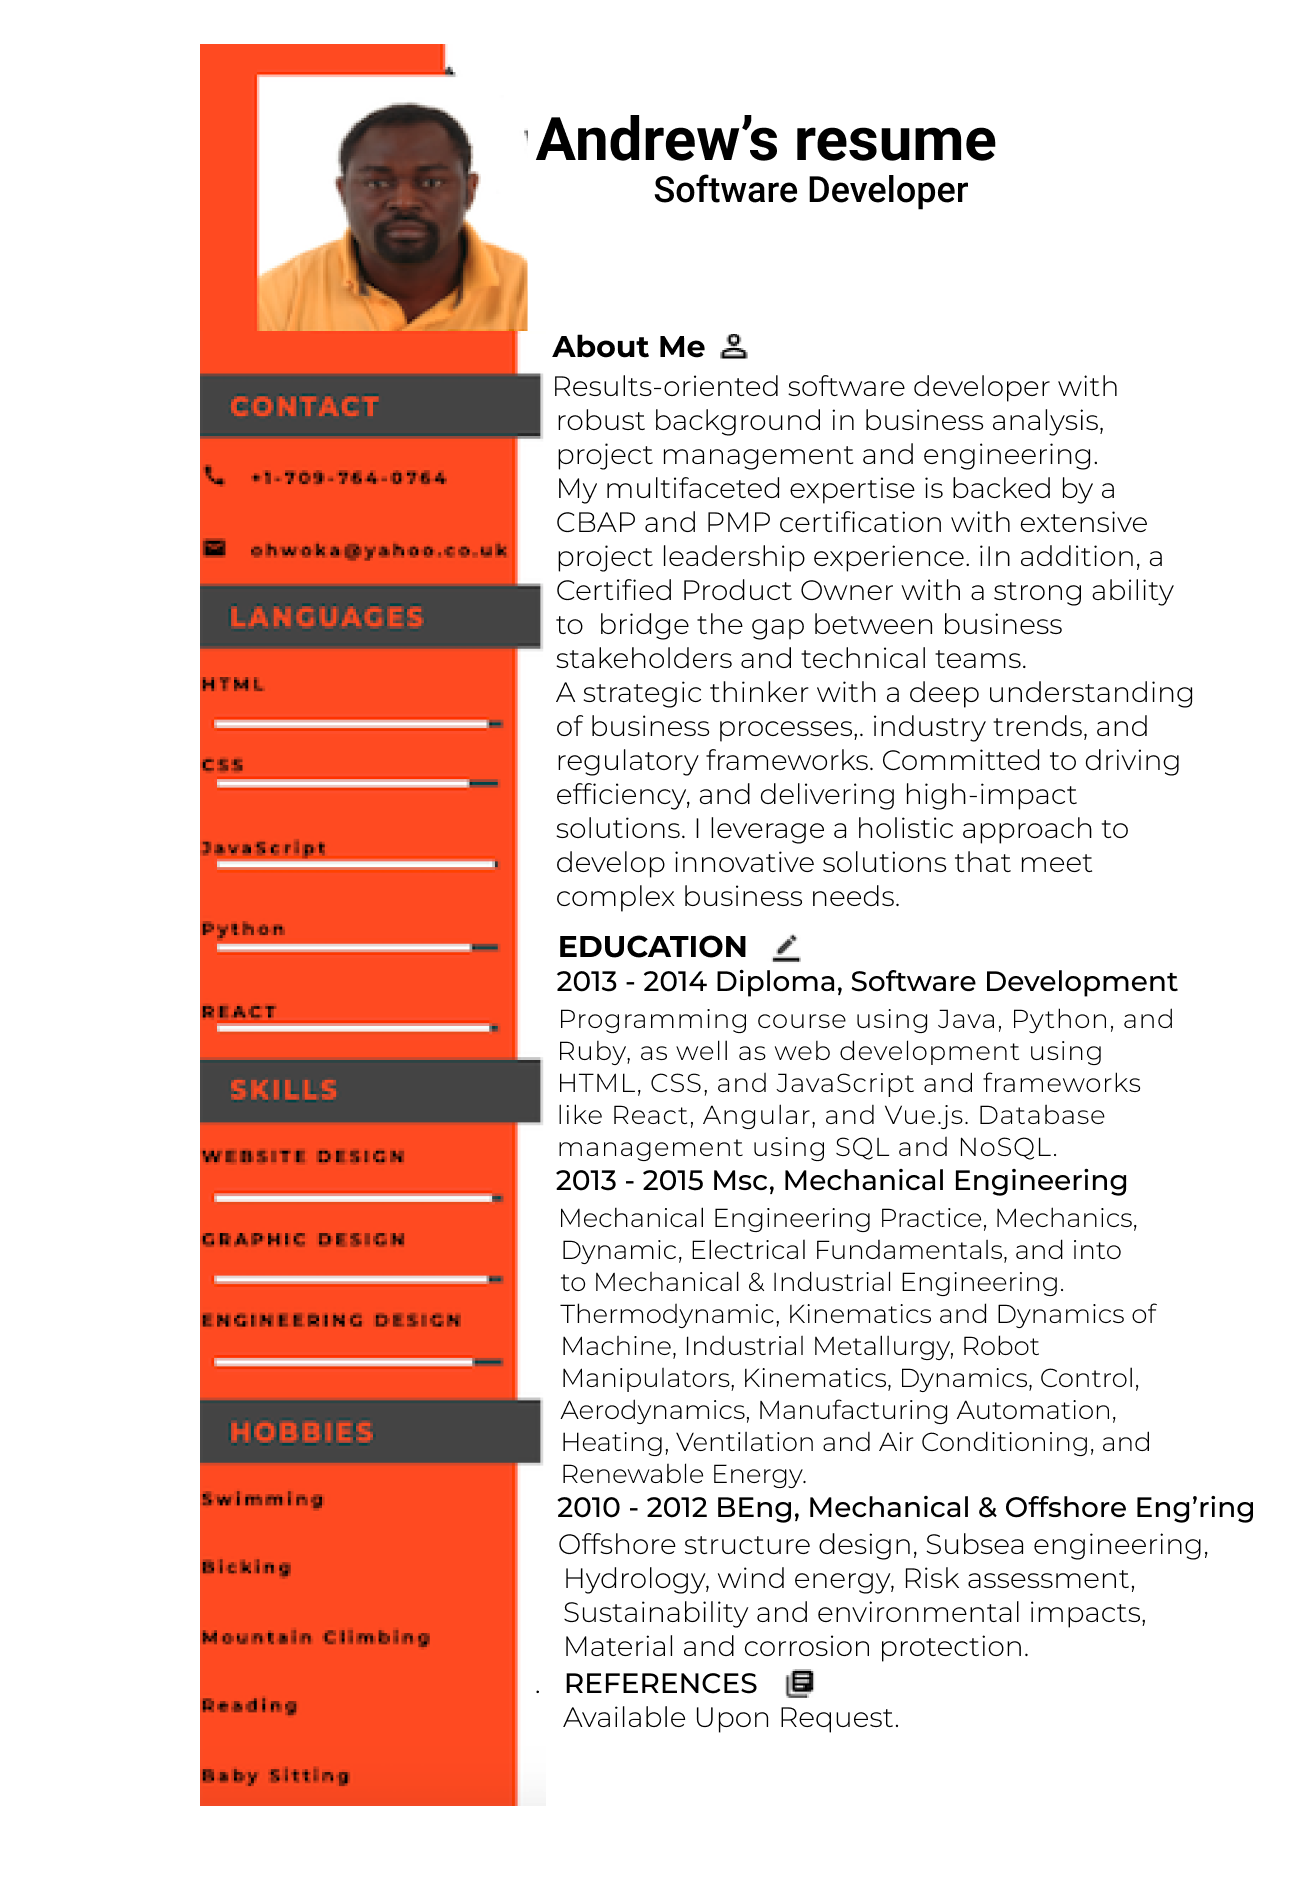 Andrew’s resume
Software Developer
CONTACT
+1-709-764-0764
ohwoka@yahoo.co.uk
LANGUAGES
HTML
CSS
JavaScript
Python
REACT
SKILLS
WEBSITE DESIGN
GRAPHIC DESIGN
ENGINEERING DESIGN
HOBBIES
Swimming
Bicking
Mountain Climbing
Reading
Baby Sitting
About Me
Results-oriented software developer with
robust background in business analysis,
project management and engineering.
My multifaceted expertise is backed by a
CBAP and PMP certification with extensive
project leadership experience. iIn addition, a
Certified Product Owner with a strong ability
to  bridge the gap between business
stakeholders and technical teams.
A strategic thinker with a deep understanding
of business processes,. industry trends, and
regulatory frameworks. Committed to driving
efficiency, and delivering high-impact
solutions. I leverage a holistic approach to
develop innovative solutions that meet
complex business needs.
EDUCATION
2013 - 2014 Diploma, Software Development
Programming course using Java, Python, and
Ruby, as well as web development using
HTML, CSS, and JavaScript and frameworks
like React, Angular, and Vue.js. Database
management using SQL and NoSQL.
2013 - 2015 Msc, Mechanical Engineering
Mechanical Engineering Practice, Mechanics,
Dynamic, Electrical Fundamentals, and into
to Mechanical & Industrial Engineering.
Thermodynamic, Kinematics and Dynamics of
Machine, Industrial Metallurgy, Robot
Manipulators, Kinematics, Dynamics, Control,
Aerodynamics, Manufacturing Automation,
Heating, Ventilation and Air Conditioning, and
Renewable Energy.
2010 - 2012 BEng, Mechanical & Offshore Eng’ring
Offshore structure design, Subsea engineering,
Hydrology, wind energy, Risk assessment,
Sustainability and environmental impacts,
Material and corrosion protection.
. REFERENCES
Available Upon Request.